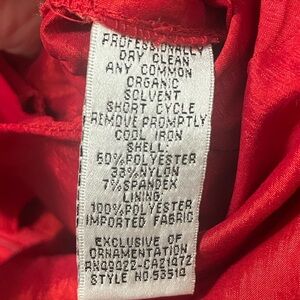 PROFESSIONALLY
DRY CLEAN
ANY COMMON
ORGANIC
SOLVENT
SHORT CYCLE
REMOVE PROMPTLY
COOL IRON
SHELL:
60%POLYESTER
33%NYLON
7%SPANDEX
LINING:
100%POLYESTER
IMPORTED FABRIC
EXCLUSIVE OF
ORNAMENTATION
STYLE NO. 53514